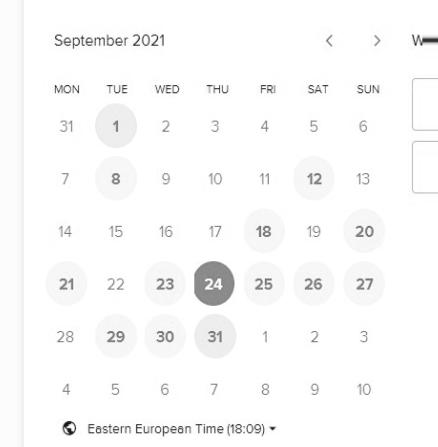 September 2021
MON TUE WED THU FRI SAT SUN
31 1 2 3 4 5 6
7 8 9 10 11 12 13
14 15 16 17 18 19 20
21 22 23 24 25 26 27
28 29 30 31 1 2 3
4 5 6 7 8 9 10
Eastern European Time (18:09)